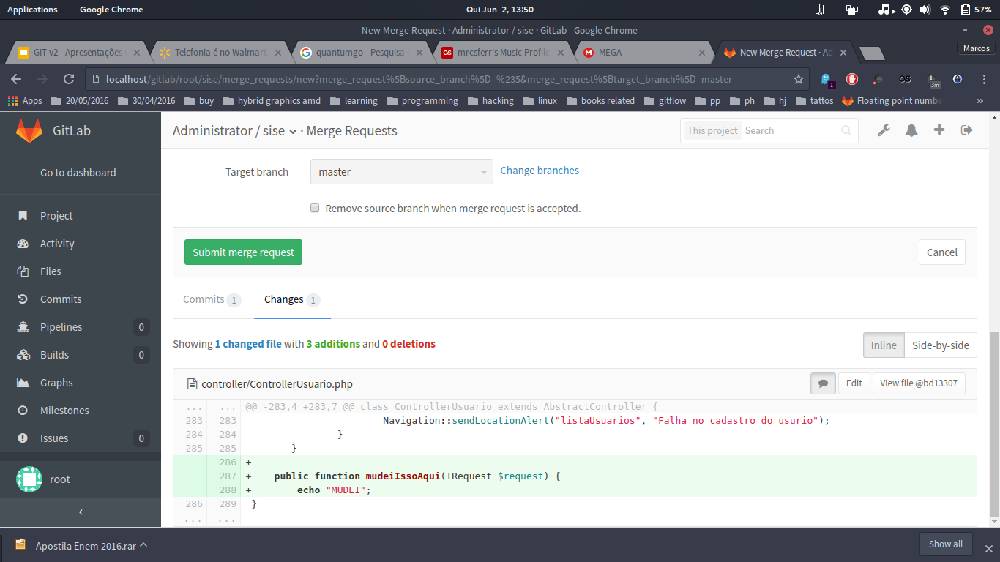 Applications Google Chrome Qui Jun 2, 13:50 57%
New Merge Request · Administrator / sise · GitLab - Google Chrome
GIT v2 - Apresentações Telefonia é no Walmart quantumgo - Pesquisa mrcsferr's Music Profile MEGA New Merge Request · Ad Marcos
localhost/gitlab/root/sise/merge_requests/new?merge_request%5Bsource_branch%5D=%235&merge_request%5Btarget_branch%5D=master
1 3m
Apps 20/05/2016 30/04/2016 buy hybrid graphics amd learning programming hacking linux books related gitflow pp ph hj tattos Floating point numbe »
GitLab
Administrator / sise · Merge Requests
This project Search
Go to dashboard
Project
Activity
Files
Commits
Pipelines 0
Builds 0
Graphs
Milestones
Issues 0
root
Target branch master Change branches
Remove source branch when merge request is accepted.
Submit merge request Cancel
Commits 1 Changes 1
Showing 1 changed file with 3 additions and 0 deletions
Inline Side-by-side
controller/ControllerUsuario.php
Edit View file @bd13307
... ... @@ -283,4 +283,7 @@ class ControllerUsuario extends AbstractController {
283 283 Navigation::sendLocationAlert("listaUsuarios", "Falha no cadastro do usurio");
284 284 }
285 285 }
286 +
287 + public function mudeiIssoAqui(IRequest $request) {
288 + echo "MUDEI";
286 289 }
... ...
Apostila Enem 2016.rar
Show all